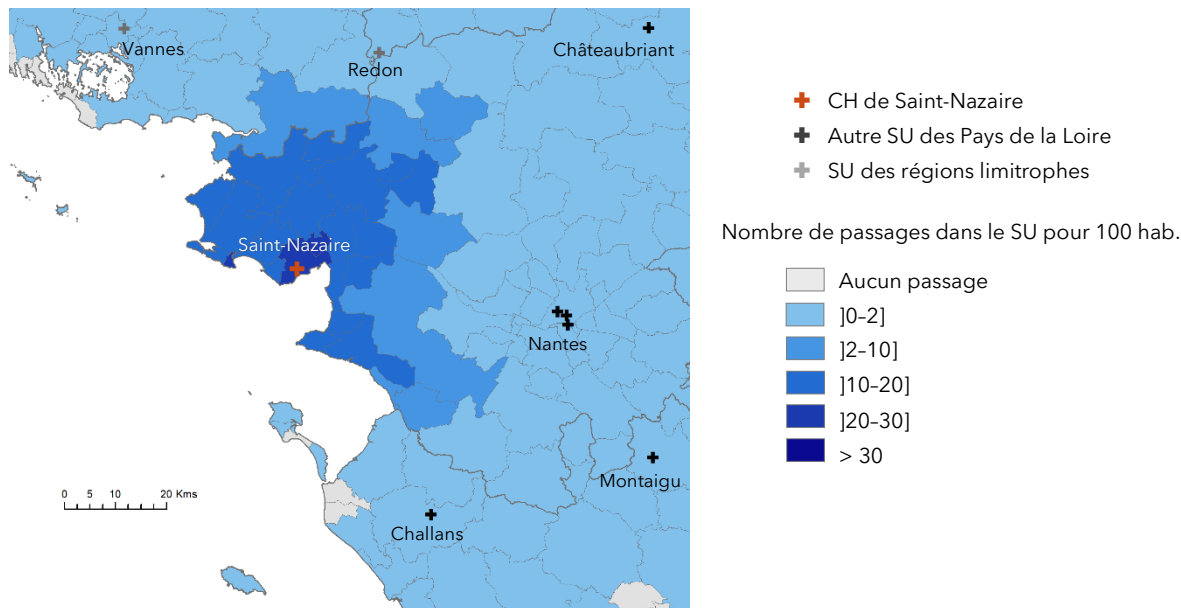 Vannes
Redon
Châteaubriant
Saint-Nazaire
Nantes
Montaigu
Challans
0 5 10 20 Kms
CH de Saint-Nazaire
Autre SU des Pays de la Loire
SU des régions limitrophes
Nombre de passages dans le SU pour 100 hab.
Aucun passage
]0–2]
]2–10]
]10–20]
]20–30]
> 30